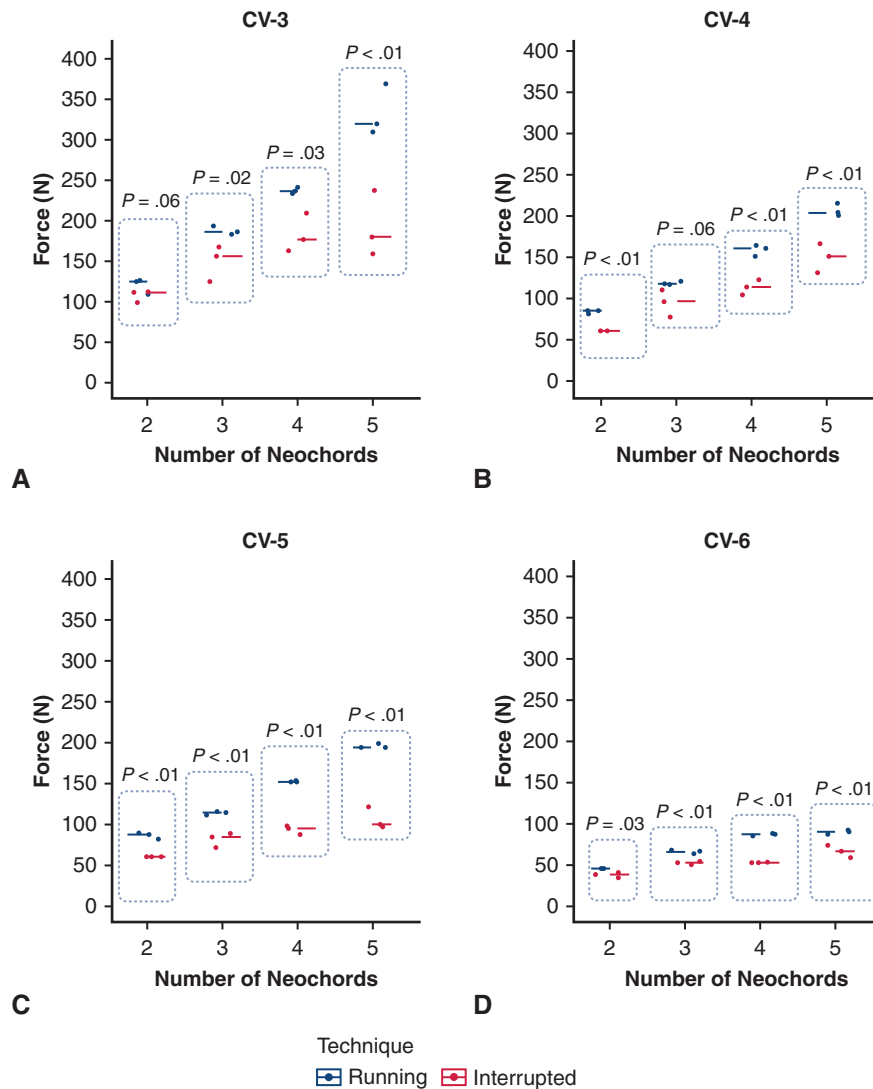 CV-3
400
350
300
250
200
150
100
50
0
Force (N)
P = .06
P = .02
P = .03
P < .01
2 3 4 5
Number of Neochords
A
CV-4
400
350
300
250
200
150
100
50
0
Force (N)
P < .01
P = .06
P < .01
P < .01
2 3 4 5
Number of Neochords
B
CV-5
400
350
300
250
200
150
100
50
0
Force (N)
P < .01
P < .01
P < .01
P < .01
2 3 4 5
Number of Neochords
C
CV-6
400
350
300
250
200
150
100
50
0
Force (N)
P = .03
P < .01
P < .01
P < .01
2 3 4 5
Number of Neochords
D
Technique
Running Interrupted